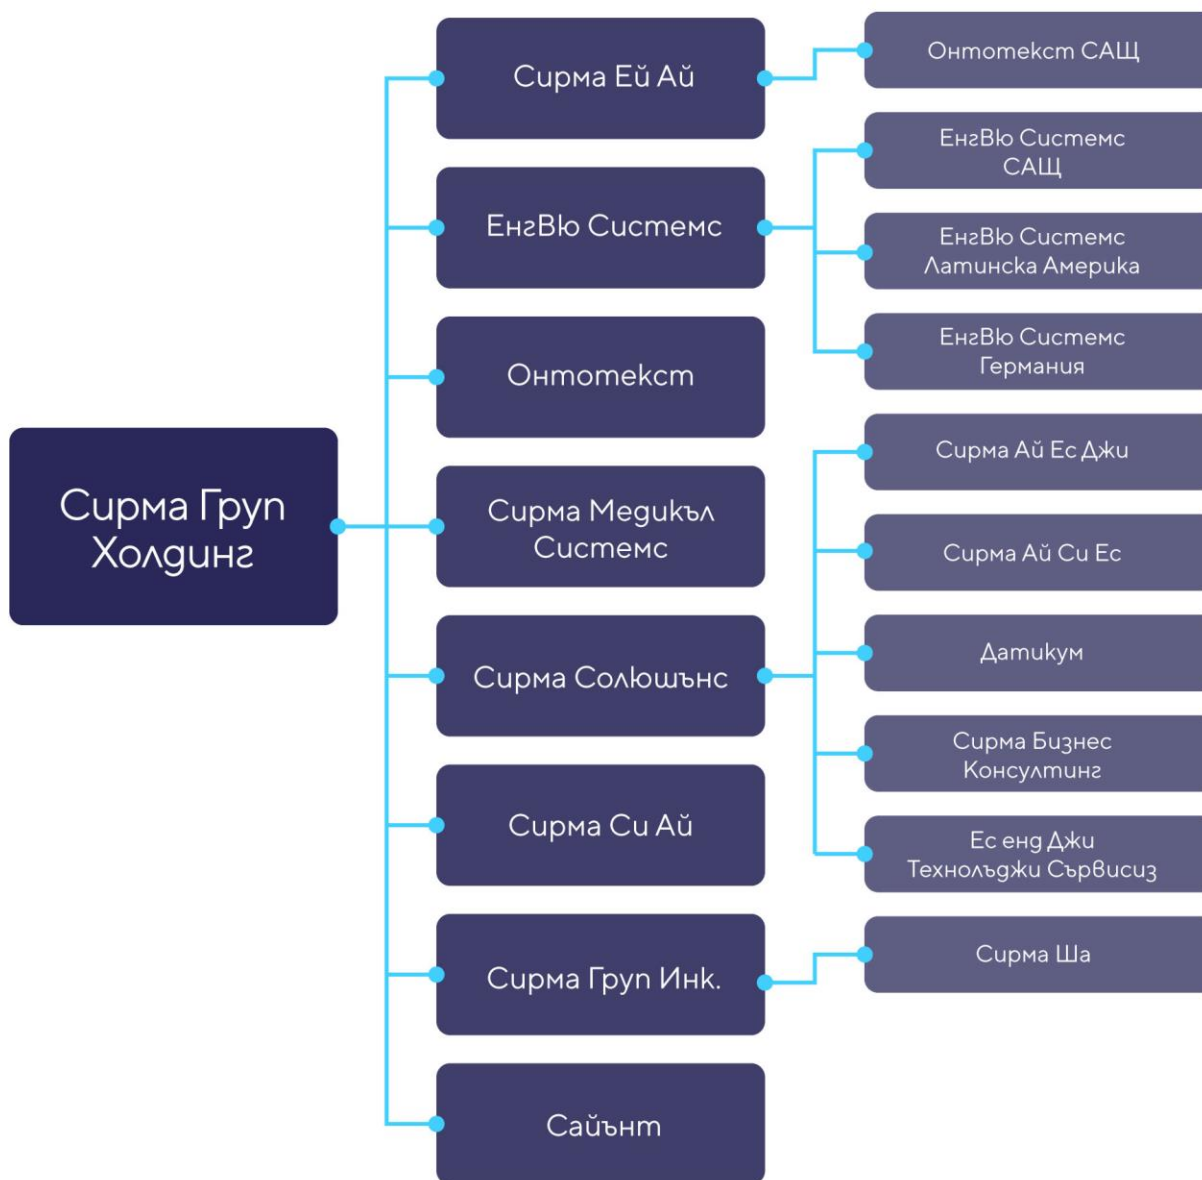 Сирма Груп
Холдинг
Сирма Ей Ай
ЕнгВю Системс
Онтотекст
Сирма Медикъл
Системс
Сирма Солюшънс
Сирма Си Ай
Сирма Груп Инк.
Сайънт
Онтотекст САЩ
ЕнгВю Системс
САЩ
ЕнгВю Системс
Латинска Америка
ЕнгВю Системс
Германия
Сирма Ай Ес Джи
Сирма Ай Си Ес
Датикум
Сирма Бизнес
Консултинг
Ес енд Джи
Технолъджи Сървисиз
Сирма Ша